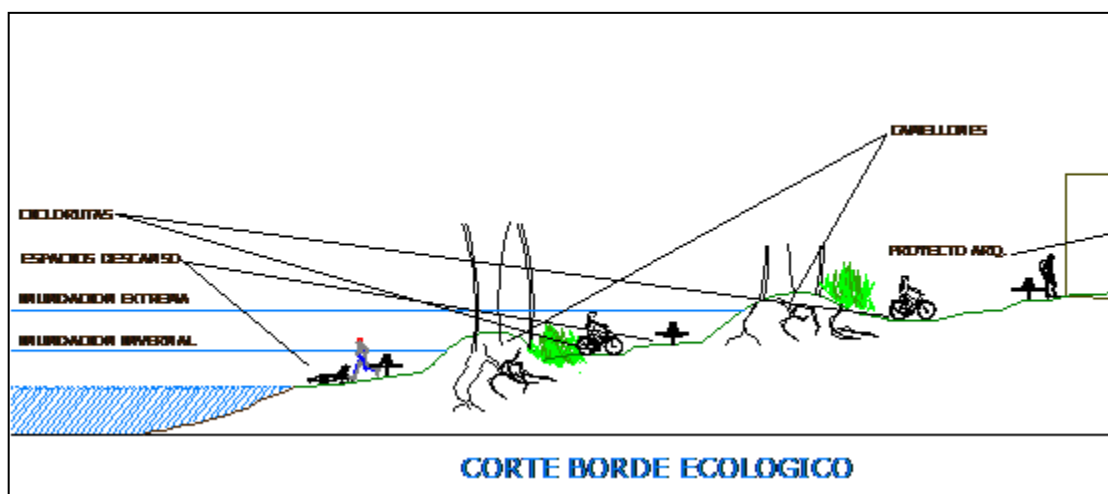 CAMELLONES
CICLORUTAS
ESPACIOS DESCANSO
PROYECTO ARQ.
INUNDACION EXTREMA
INUNDACION INVERNAL
CORTE BORDE ECOLOGICO